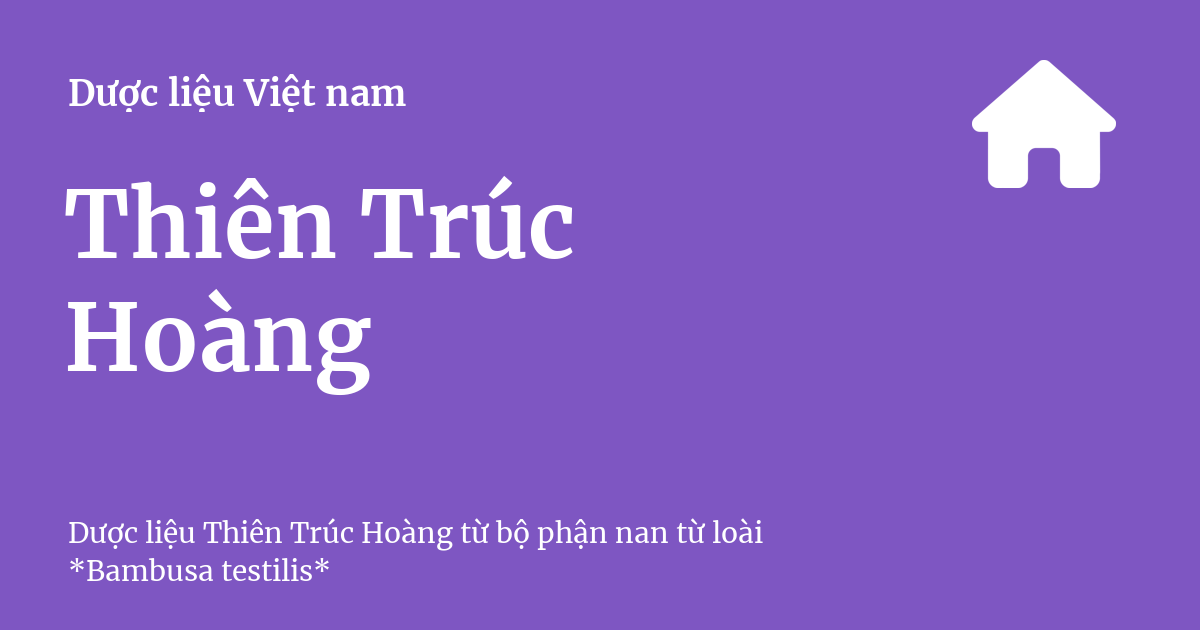 Dược liệu Việt nam
Thiên Trúc
Hoàng
Dược liệu Thiên Trúc Hoàng từ bộ phận nan từ loài
*Bambusa testilis*